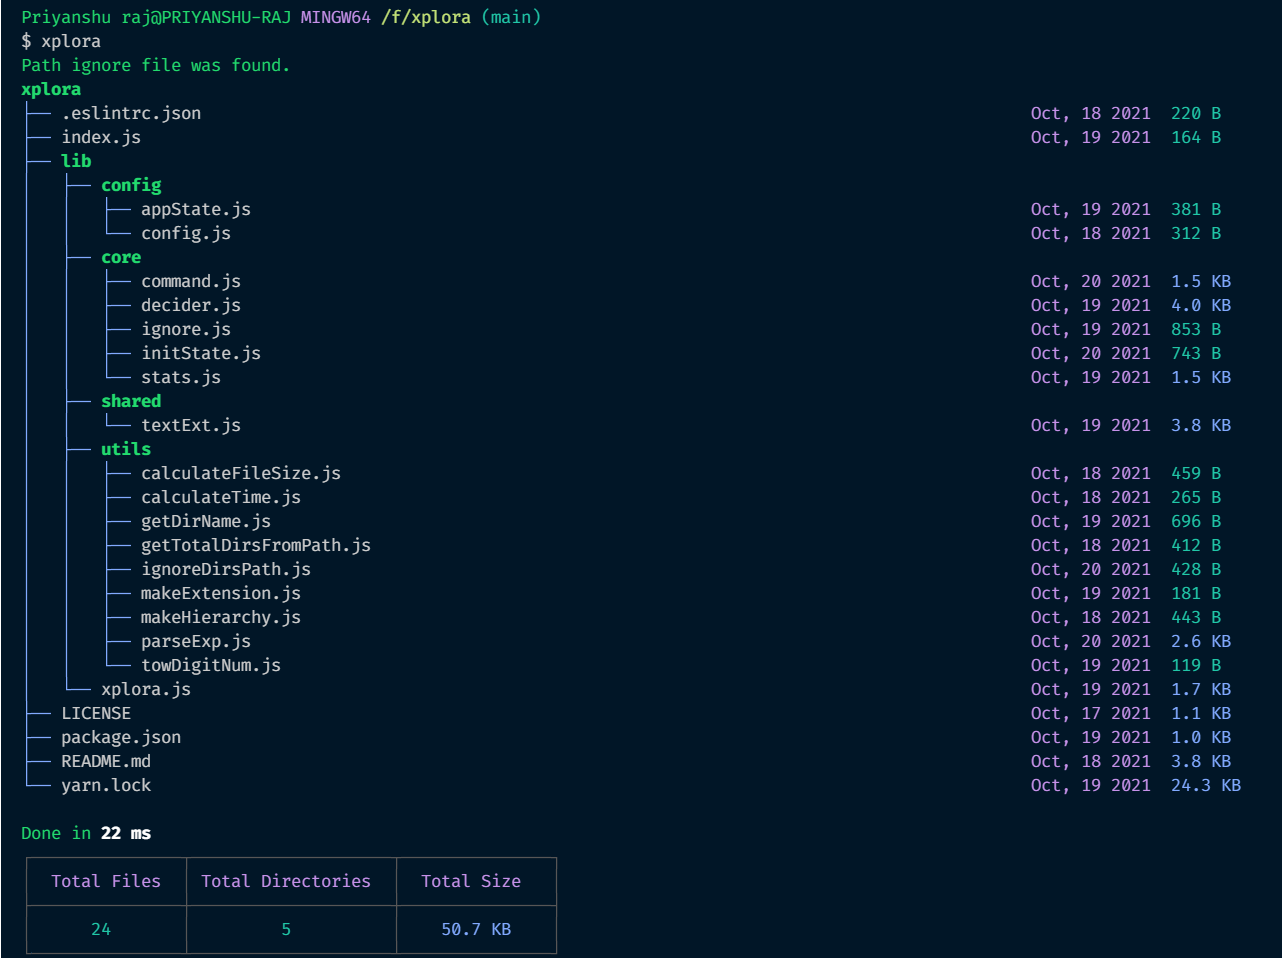 Priyanshu raj@PRIYANSHU-RAJ MINGW64 /f/xplora (main)
$ xplora
Path ignore file was found.
xplora
├── .eslintrc.json Oct, 18 2021 220 B
├── index.js Oct, 19 2021 164 B
├── lib
│   ├── config
│   │   ├── appState.js Oct, 19 2021 381 B
│   │   └── config.js Oct, 18 2021 312 B
│   ├── core
│   │   ├── command.js Oct, 20 2021 1.5 KB
│   │   ├── decider.js Oct, 19 2021 4.0 KB
│   │   ├── ignore.js Oct, 19 2021 853 B
│   │   ├── initState.js Oct, 20 2021 743 B
│   │   └── stats.js Oct, 19 2021 1.5 KB
│   ├── shared
│   │   └── textExt.js Oct, 19 2021 3.8 KB
│   ├── utils
│   │   ├── calculateFileSize.js Oct, 18 2021 459 B
│   │   ├── calculateTime.js Oct, 18 2021 265 B
│   │   ├── getDirName.js Oct, 19 2021 696 B
│   │   ├── getTotalDirsFromPath.js Oct, 18 2021 412 B
│   │   ├── ignoreDirsPath.js Oct, 20 2021 428 B
│   │   ├── makeExtension.js Oct, 19 2021 181 B
│   │   ├── makeHierarchy.js Oct, 18 2021 443 B
│   │   ├── parseExp.js Oct, 20 2021 2.6 KB
│   │   └── towDigitNum.js Oct, 19 2021 119 B
│   └── xplora.js Oct, 19 2021 1.7 KB
├── LICENSE Oct, 17 2021 1.1 KB
├── package.json Oct, 19 2021 1.0 KB
├── README.md Oct, 18 2021 3.8 KB
└── yarn.lock Oct, 19 2021 24.3 KB
Done in 22 ms
Total Files Total Directories Total Size
24 5 50.7 KB